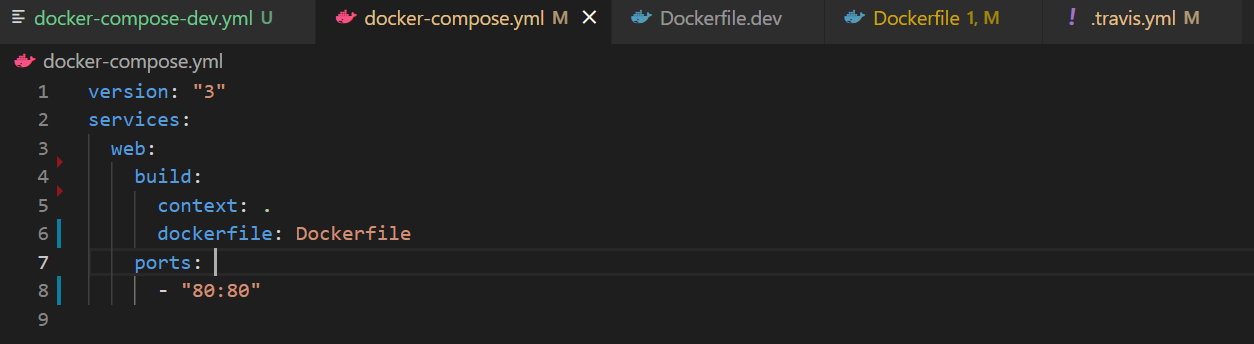 docker-compose-dev.yml U docker-compose.yml M Dockerfile.dev Dockerfile 1, M ! .travis.yml M
docker-compose.yml
1 version: "3"
2 services:
3 web:
4 build:
5 context: .
6 dockerfile: Dockerfile
7 ports:
8 - "80:80"
9